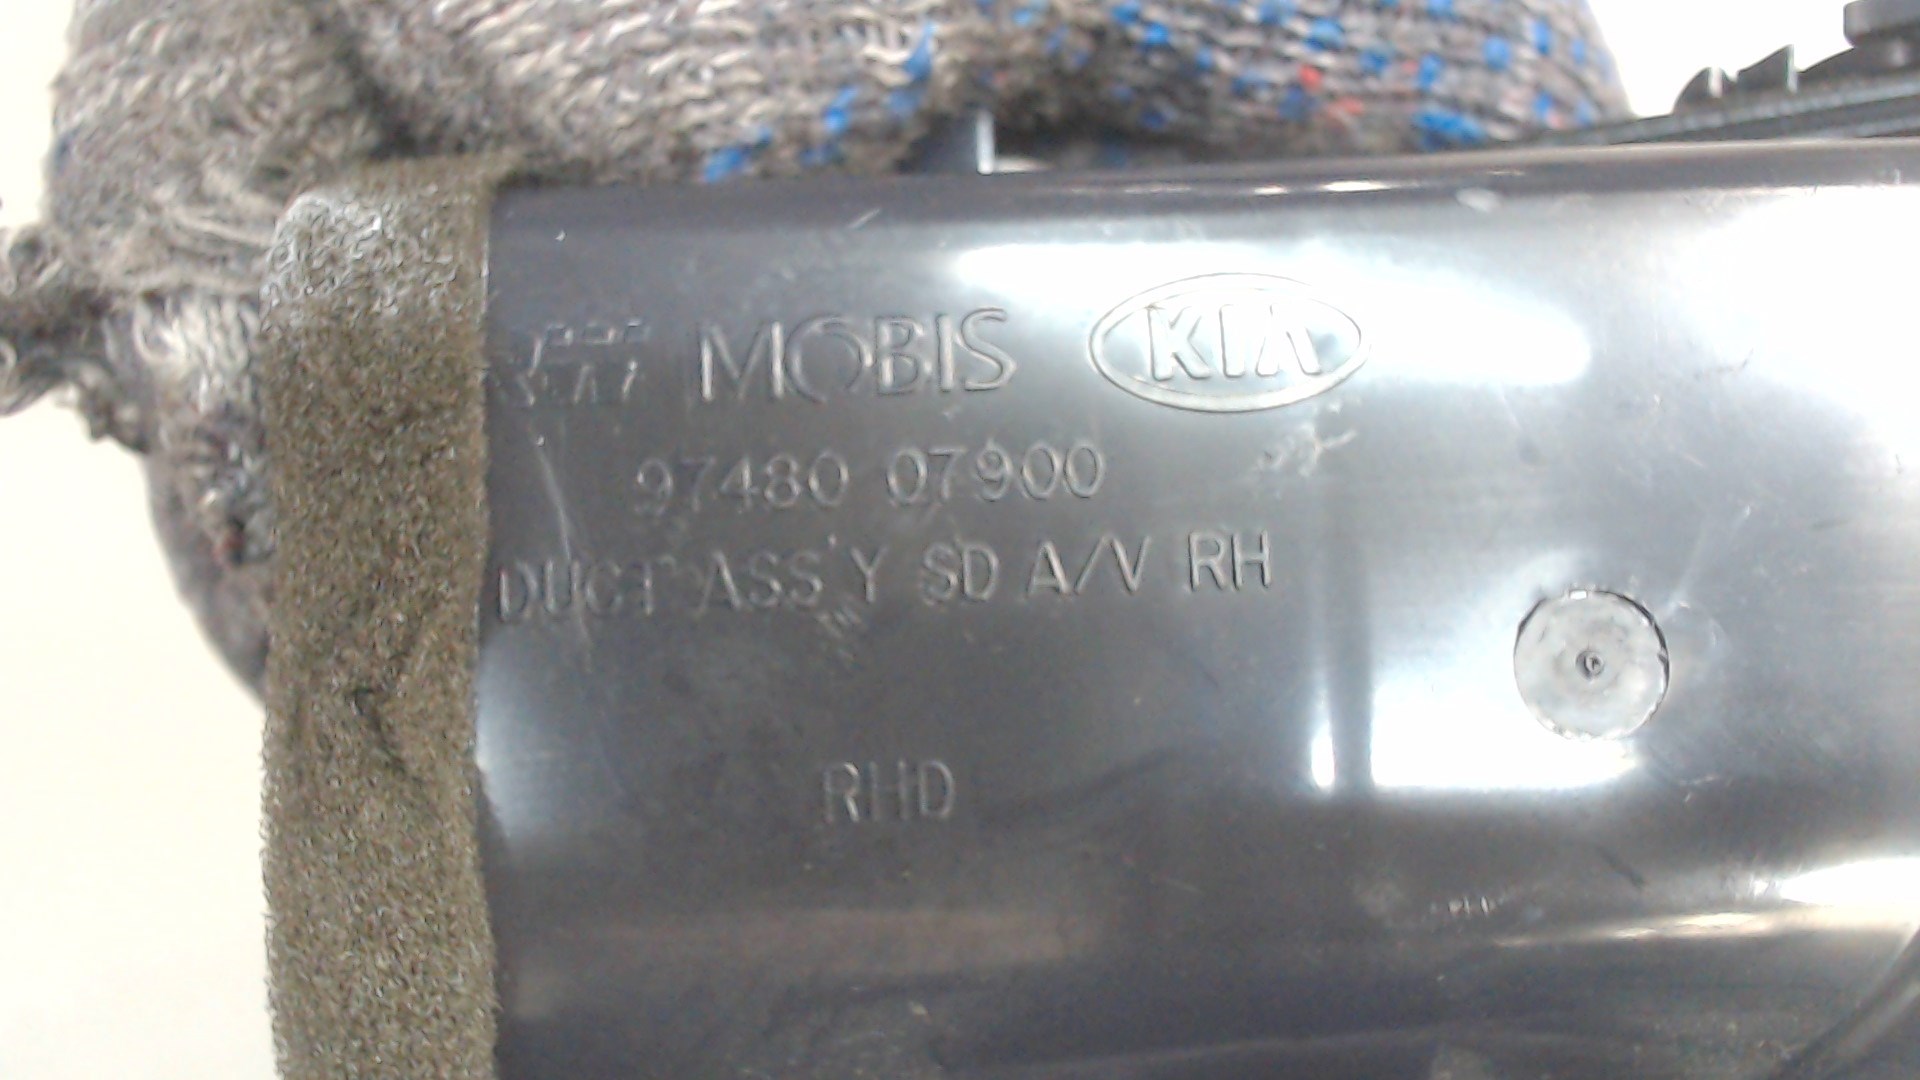 MOBIS KIA
97480 07900
DUCT ASS'Y SD A/V RH
RHD